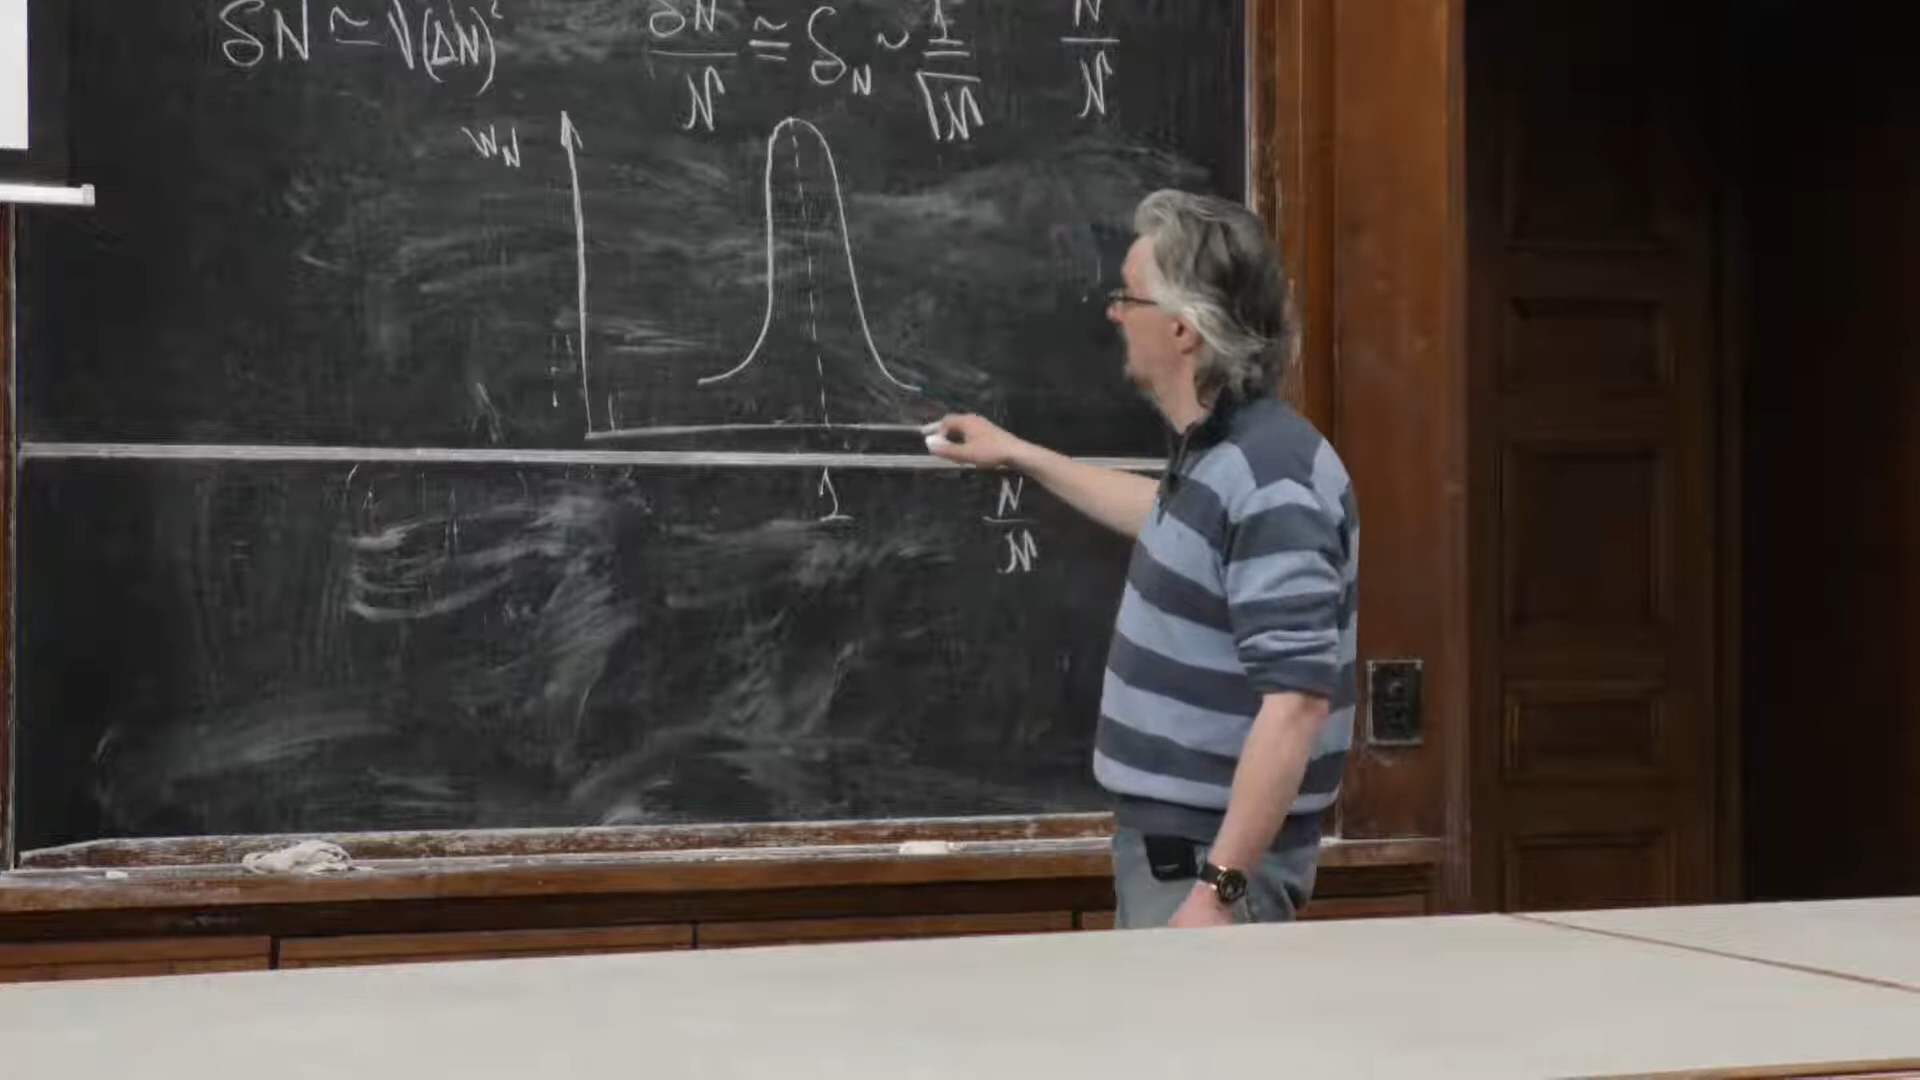 δN ≃ √(ΔN)²  δN/𝒩 ≅ δ_N ~ 1/√𝒩  N/𝒩
W_N
1
N/𝒩